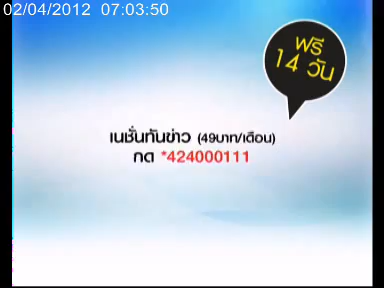 02/04/2012 07:03:50
ฟรี
14 วัน
เนชั่นทันข่าว (49บาท/เดือน)
กด *424000111